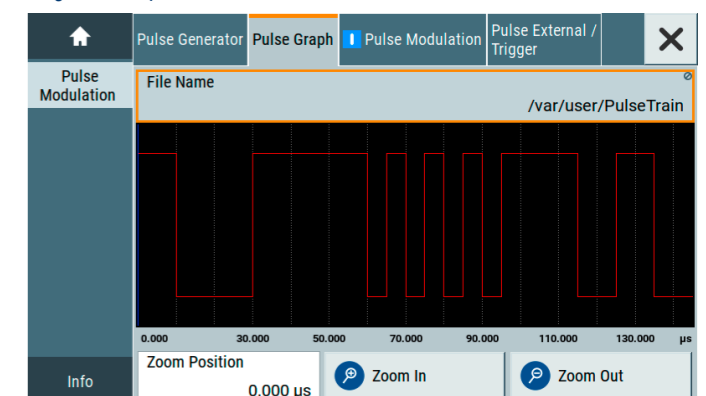 Pulse Generator
Pulse Graph
Pulse Modulation
Pulse External /
Trigger
Pulse
Modulation
File Name
/var/user/PulseTrain
0.000 30.000 50.000 70.000 90.000 110.000 130.000 µs
Zoom Position
0.000 µs
Zoom In
Zoom Out
Info